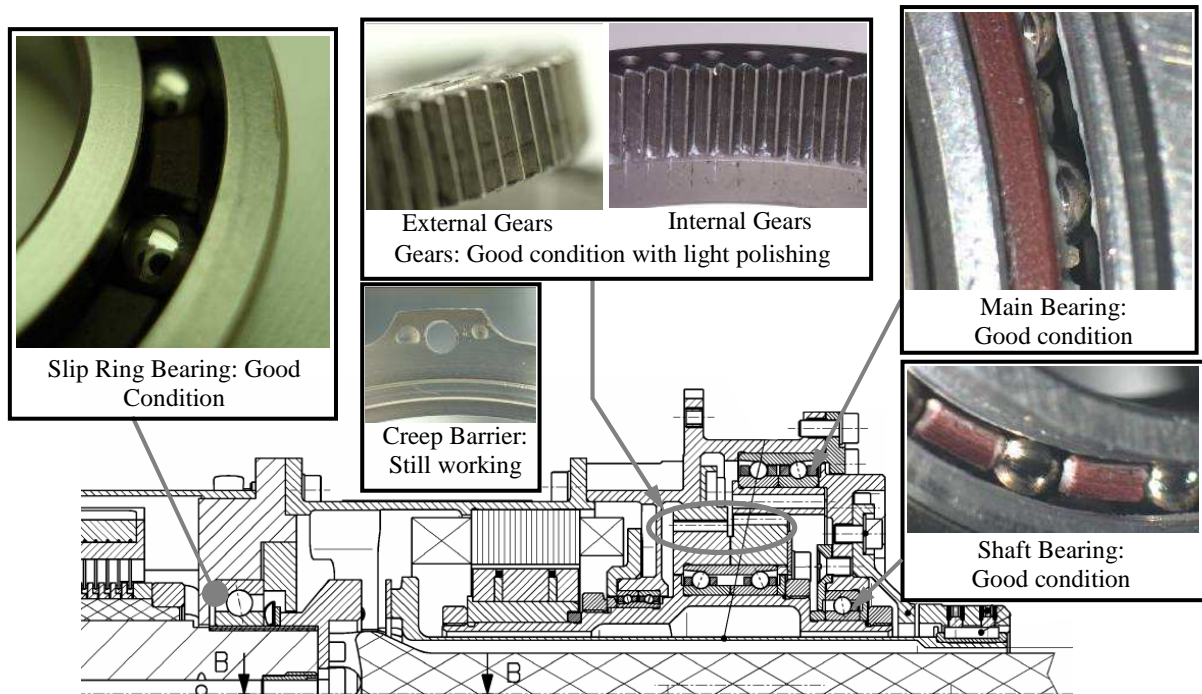 External Gears
Internal Gears
Gears: Good condition with light polishing
Slip Ring Bearing: Good
Condition
Creep Barrier:
Still working
Main Bearing:
Good condition
Shaft Bearing:
Good condition
B
B